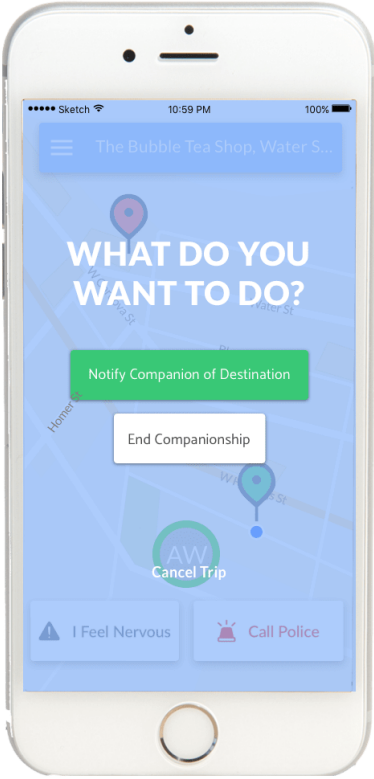 Sketch 10:59 PM 100%
The Bubble Tea Shop, Water S...
WHAT DO YOU
WANT TO DO?
Water St
Notify Companion of Destination
Homer St
End Companionship
AW
Cancel Trip
I Feel Nervous
Call Police